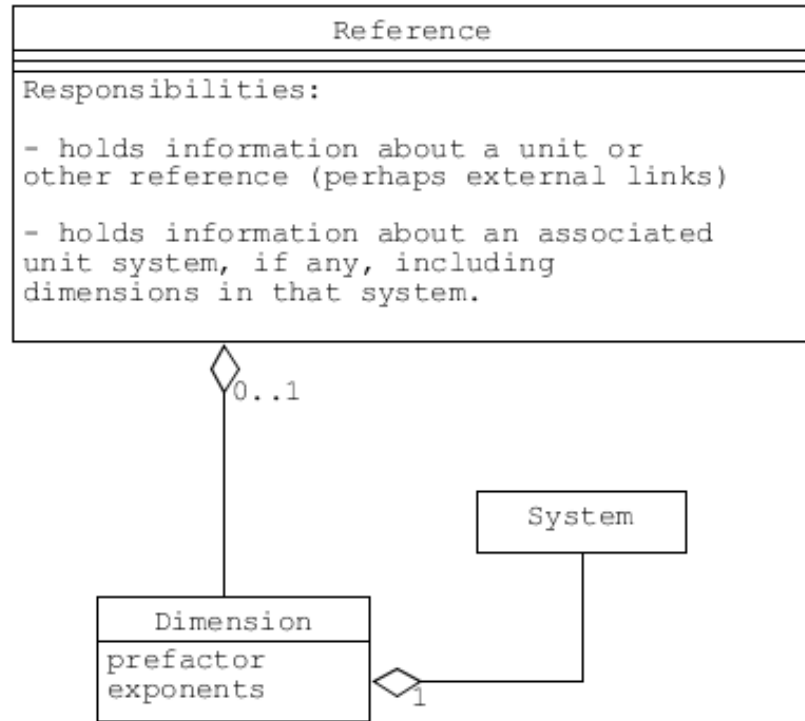 Reference
Responsibilities:
- holds information about a unit or
other reference (perhaps external links)
- holds information about an associated
unit system, if any, including
dimensions in that system.
0..1
System
Dimension
prefactor
exponents
1